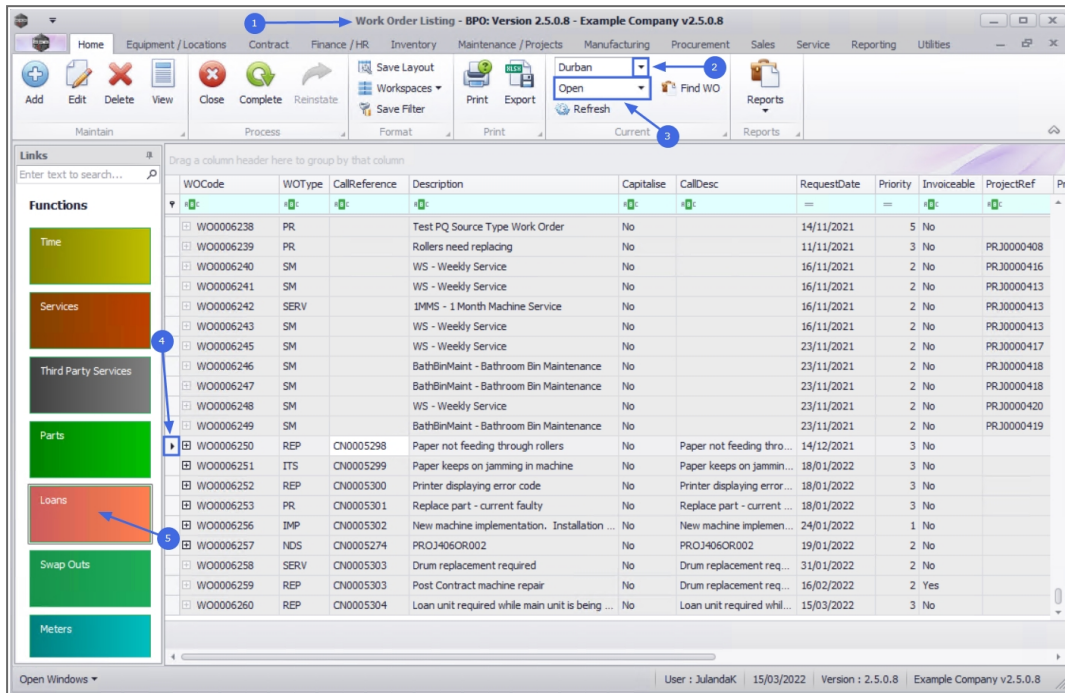 1
Work Order Listing - BPO: Version 2.5.0.8 - Example Company v2.5.0.8
Home Equipment / Locations Contract Finance / HR Inventory Maintenance / Projects Manufacturing Procurement Sales Service Reporting Utilities
Add Edit Delete View
Maintain
Close Complete Reinstate
Process
Save Layout
Workspaces
Save Filter
Format
Print Export
Print
Durban
2
Open
Find WO
Refresh
3
Current
Reports
Reports
Links
Enter text to search...
Functions
Time
Services
4
Third Party Services
Parts
Loans
5
Swap Outs
Meters
Drag a column header here to group by that column
WOCode WOType CallReference Description Capitalise CallDesc RequestDate Priority Invoiceable ProjectRef Pr
WO0006238 PR Test PQ Source Type Work Order No 14/11/2021 5 No
WO0006239 PR Rollers need replacing No 11/11/2021 3 No PRJ0000408
WO0006240 SM WS - Weekly Service No 16/11/2021 2 No PRJ0000416
WO0006241 SM WS - Weekly Service No 16/11/2021 2 No PRJ0000413
WO0006242 SERV 1MMS - 1 Month Machine Service No 16/11/2021 2 No PRJ0000413
WO0006243 SM WS - Weekly Service No 16/11/2021 2 No PRJ0000413
WO0006245 SM WS - Weekly Service No 23/11/2021 2 No PRJ0000417
WO0006246 SM BathBinMaint - Bathroom Bin Maintenance No 23/11/2021 2 No PRJ0000418
WO0006247 SM BathBinMaint - Bathroom Bin Maintenance No 23/11/2021 2 No PRJ0000418
WO0006248 SM WS - Weekly Service No 23/11/2021 2 No PRJ0000420
WO0006249 SM BathBinMaint - Bathroom Bin Maintenance No 23/11/2021 2 No PRJ0000419
WO0006250 REP CN0005298 Paper not feeding through rollers No Paper not feeding thro... 14/12/2021 3 No
WO0006251 ITS CN0005299 Paper keeps on jamming in machine No Paper keeps on jammin... 18/01/2022 3 No
WO0006252 REP CN0005300 Printer displaying error code No Printer displaying error... 18/01/2022 3 No
WO0006253 PR CN0005301 Replace part - current faulty No Replace part - current ... 18/01/2022 3 No
WO0006256 IMP CN0005302 New machine implementation. Installation ... No New machine implemen... 24/01/2022 1 No
WO0006257 NDS CN0005274 PROJ406OR002 No PROJ406OR002 19/01/2022 2 No
WO0006258 SERV CN0005303 Drum replacement required No Drum replacement req... 31/01/2022 2 No
WO0006259 REP CN0005303 Post Contract machine repair No Drum replacement req... 16/02/2022 2 Yes
WO0006260 REP CN0005304 Loan unit required while main unit is being ... No Loan unit required whil... 15/03/2022 3 No
Open Windows
User : JulandaK 15/03/2022 Version : 2.5.0.8 Example Company v2.5.0.8